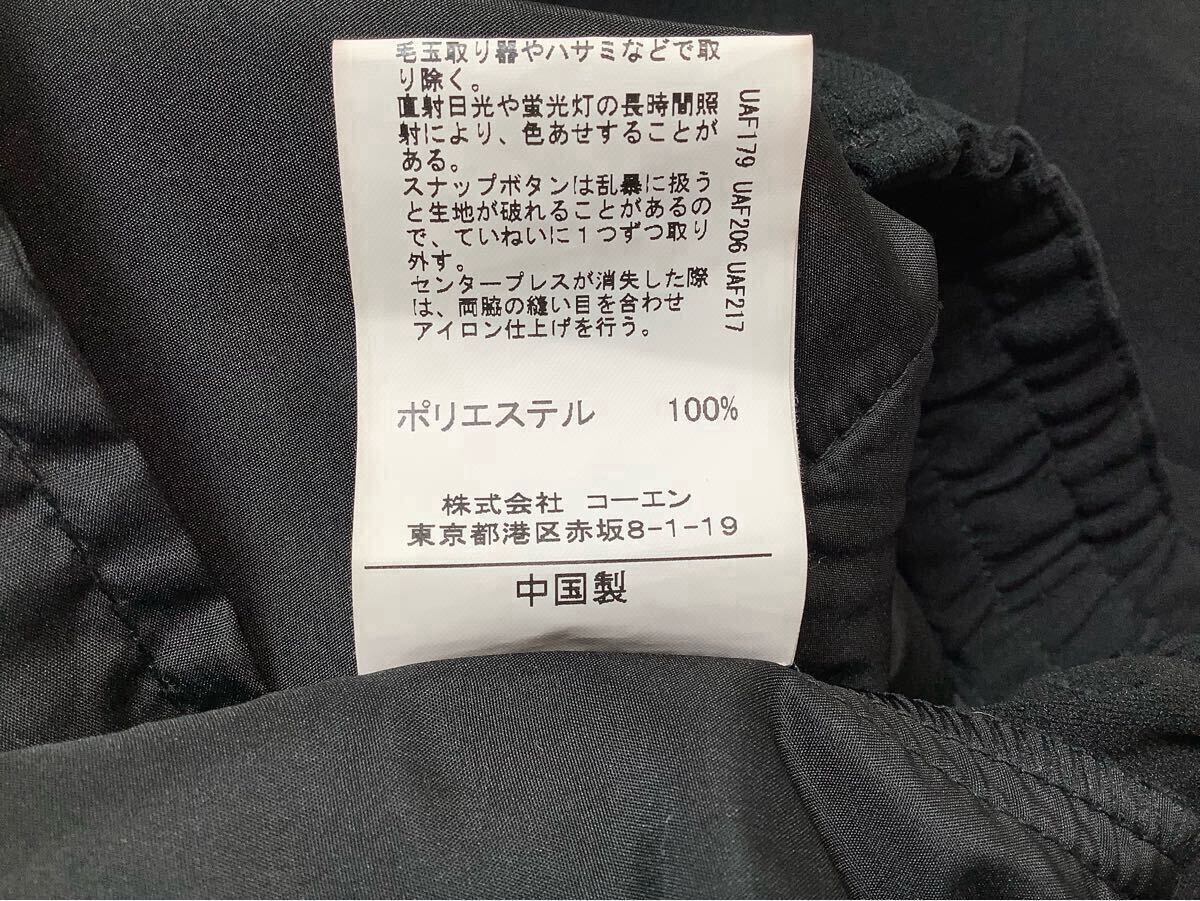 毛玉取り器やハサミなどで取
り除く。
直射日光や蛍光灯の長時間照
射により、色あせすることが
ある。
スナップボタンは乱暴に扱う
と生地が破れることがあるの
で、ていねいに1つずつ取り
外す。
センタープレスが消失した際
は、両脇の縫い目を合わせ
アイロン仕上げを行う。
UAF179 UAF206 UAF217
ポリエステル 100%
株式会社 コーエン
東京都港区赤坂8-1-19
中国製